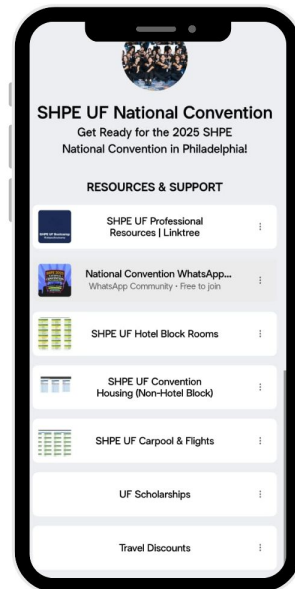 SHPE UF National Convention
Get Ready for the 2025 SHPE
National Convention in Philadelphia!
RESOURCES & SUPPORT
SHPE UF Professional
Resources | Linktree
National Convention WhatsApp...
WhatsApp Community • Free to join
SHPE UF Hotel Block Rooms
SHPE UF Convention
Housing (Non-Hotel Block)
SHPE UF Carpool & Flights
UF Scholarships
Travel Discounts